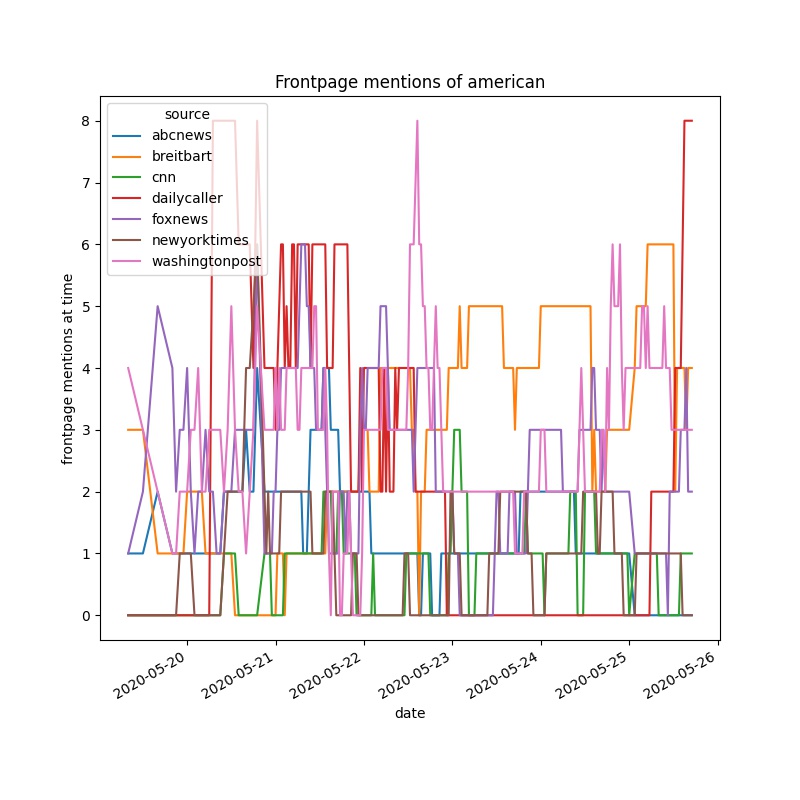 Frontpage mentions of american
source
abcnews
breitbart
cnn
dailycaller
foxnews
newyorktimes
washingtonpost
frontpage mentions at time
8
7
6
5
4
3
2
1
0
2020-05-20
2020-05-21
2020-05-22
2020-05-23
2020-05-24
2020-05-25
2020-05-26
date